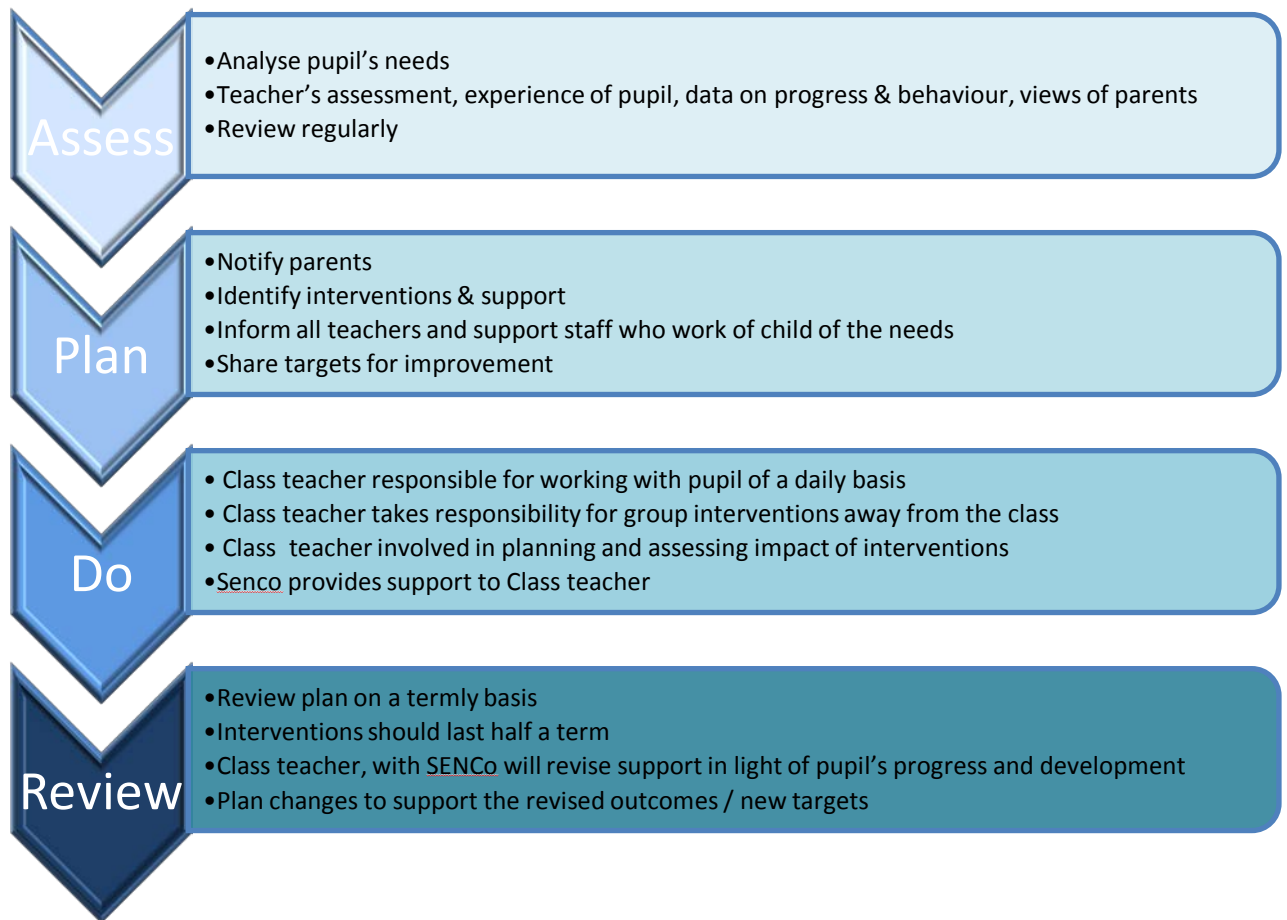 Assess
•Analyse pupil’s needs
•Teacher’s assessment, experience of pupil, data on progress & behaviour, views of parents
•Review regularly
Plan
•Notify parents
•Identify interventions & support
•Inform all teachers and support staff who work of child of the needs
•Share targets for improvement
Do
• Class teacher responsible for working with pupil of a daily basis
• Class teacher takes responsibility for group interventions away from the class
• Class  teacher involved in planning and assessing impact of interventions
•Senco provides support to Class teacher
Review
•Review plan on a termly basis
•Interventions should last half a term
•Class teacher, with SENCo will revise support in light of pupil’s progress and development
•Plan changes to support the revised outcomes / new targets